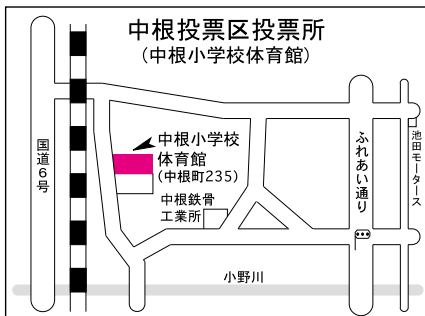 中根投票区投票所
(中根小学校体育館)
国道6号
中根小学校
体育館
(中根町235)
中根鉄骨
工業所
ふれあい通り
池田モータース
小野川